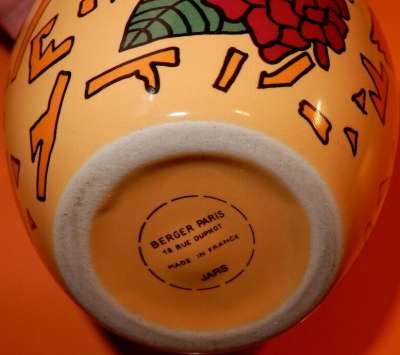 BERGER PARIS
18 RUE DUPHOT
MADE IN FRANCE
JARS